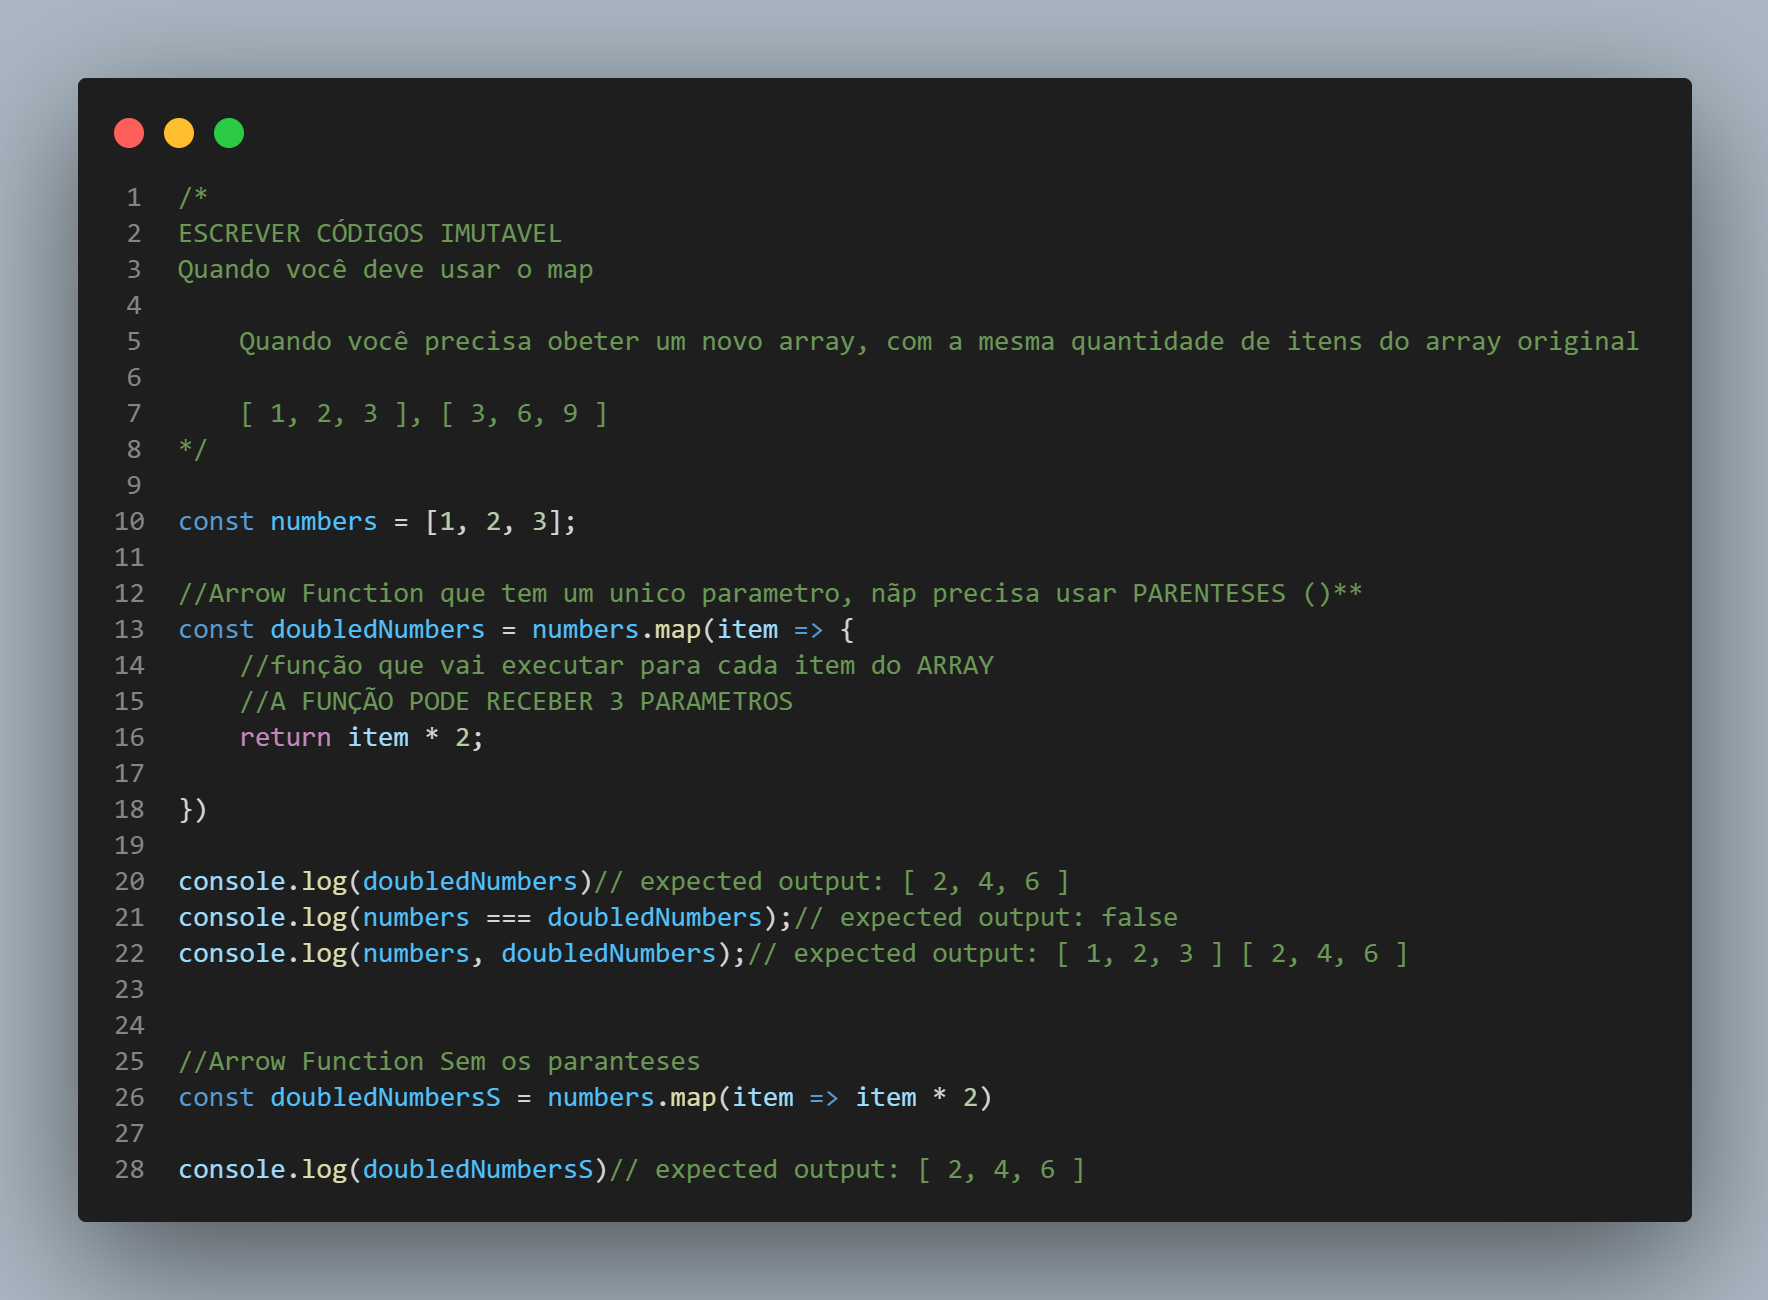 1 /*
2 ESCREVER CÓDIGOS IMUTAVEL
3 Quando você deve usar o map
4
5     Quando você precisa obeter um novo array, com a mesma quantidade de itens do array original
6
7     [ 1, 2, 3 ], [ 3, 6, 9 ]
8 */
9
10 const numbers = [1, 2, 3];
11
12 //Arrow Function que tem um unico parametro, nãp precisa usar PARENTESES ()**
13 const doubledNumbers = numbers.map(item => {
14     //função que vai executar para cada item do ARRAY
15     //A FUNÇÃO PODE RECEBER 3 PARAMETROS
16     return item * 2;
17
18 })
19
20 console.log(doubledNumbers)// expected output: [ 2, 4, 6 ]
21 console.log(numbers === doubledNumbers);// expected output: false
22 console.log(numbers, doubledNumbers);// expected output: [ 1, 2, 3 ] [ 2, 4, 6 ]
23
24
25 //Arrow Function Sem os paranteses
26 const doubledNumbersS = numbers.map(item => item * 2)
27
28 console.log(doubledNumbersS)// expected output: [ 2, 4, 6 ]